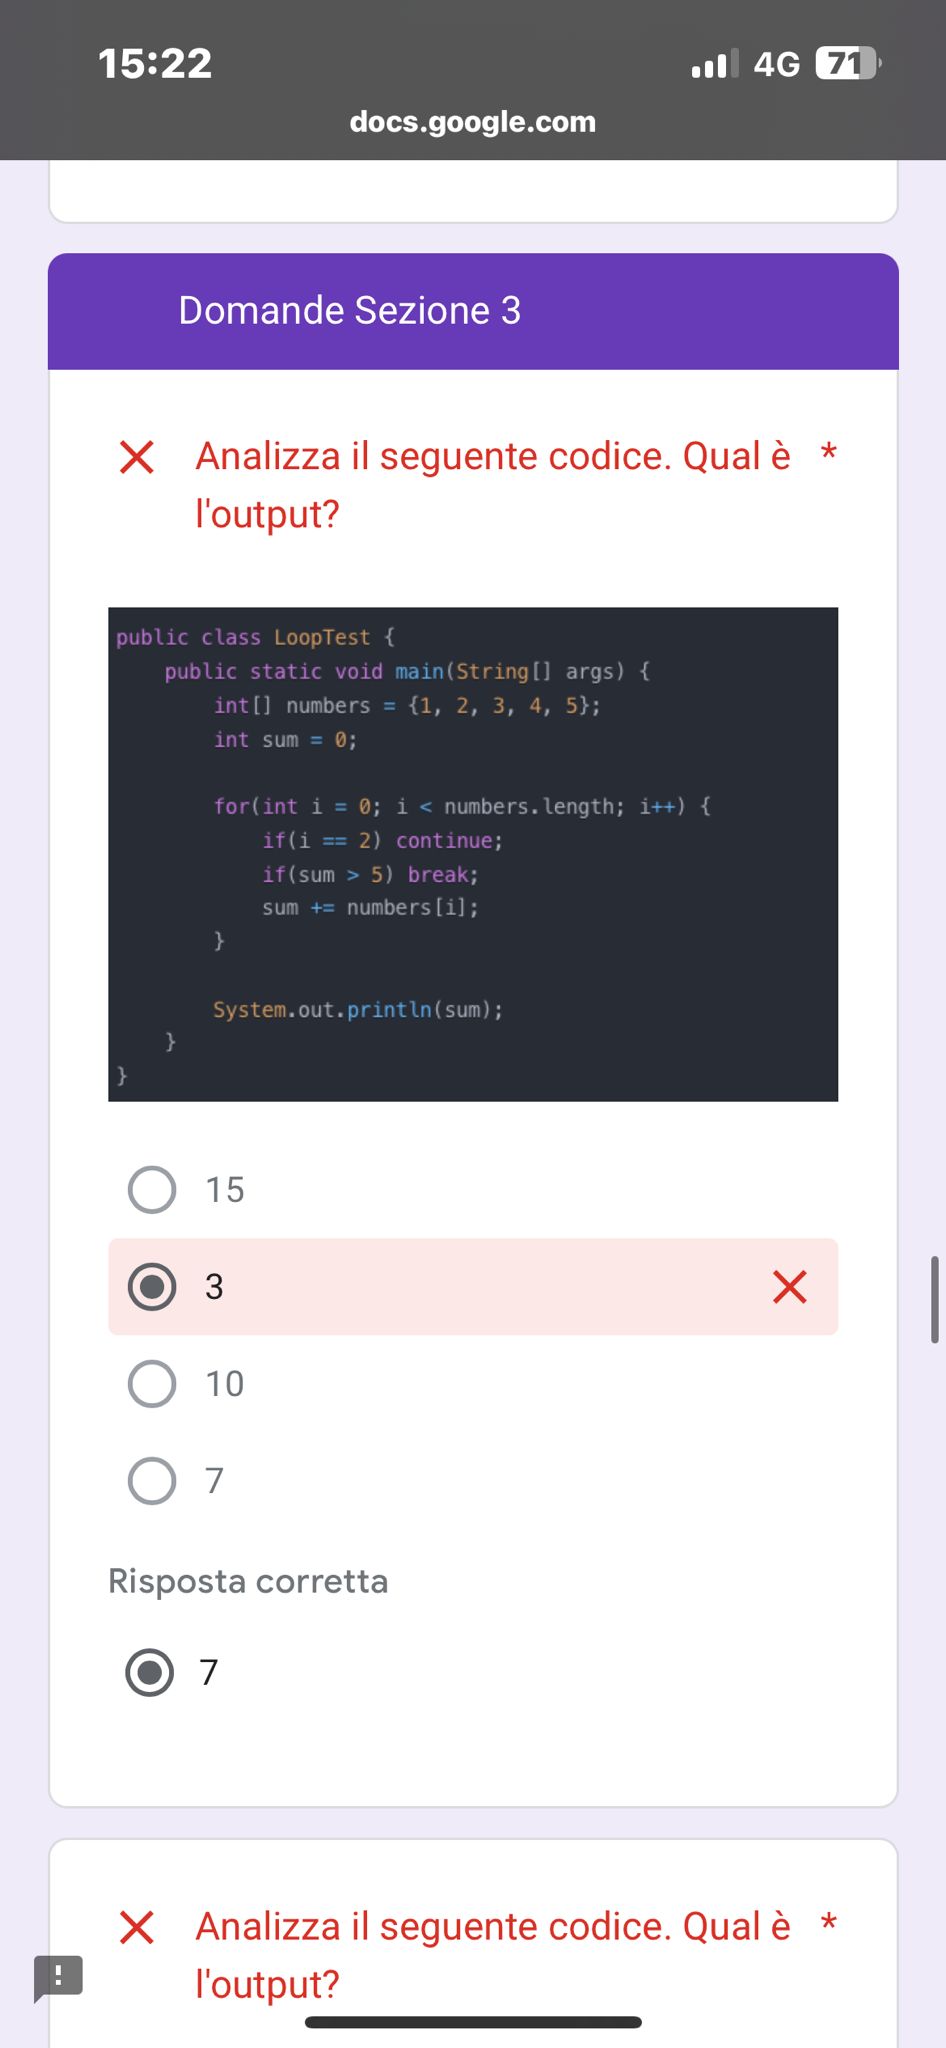 15:22
4G 71
docs.google.com
Domande Sezione 3
Analizza il seguente codice. Qual è *
l'output?
public class LoopTest {
    public static void main(String[] args) {
        int[] numbers = {1, 2, 3, 4, 5};
        int sum = 0;
        for(int i = 0; i < numbers.length; i++) {
            if(i == 2) continue;
            if(sum > 5) break;
            sum += numbers[i];
        }
        System.out.println(sum);
    }
}
15
3
10
7
Risposta corretta
7
Analizza il seguente codice. Qual è *
l'output?